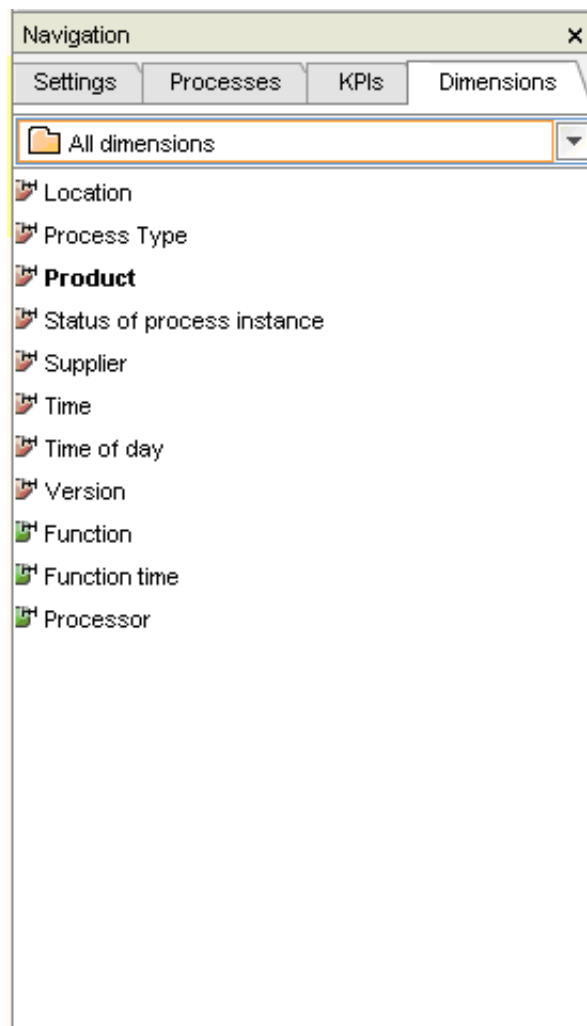 Navigation
Settings Processes KPIs Dimensions
All dimensions
Location
Process Type
Product
Status of process instance
Supplier
Time
Time of day
Version
Function
Function time
Processor